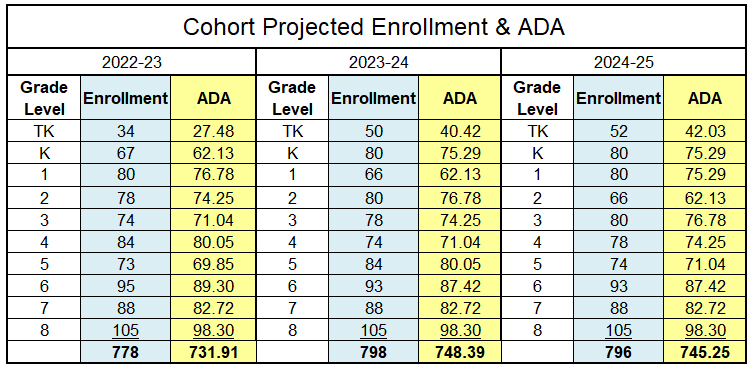 Cohort Projected Enrollment & ADA
2022-23 2023-24 2024-25
Grade Level Enrollment ADA Grade Level Enrollment ADA Grade Level Enrollment ADA
TK 34 27.48 TK 50 40.42 TK 52 42.03
K 67 62.13 K 80 75.29 K 80 75.29
1 80 76.78 1 66 62.13 1 80 75.29
2 78 74.25 2 80 76.78 2 66 62.13
3 74 71.04 3 78 74.25 3 80 76.78
4 84 80.05 4 74 71.04 4 78 74.25
5 73 69.85 5 84 80.05 5 74 71.04
6 95 89.30 6 93 87.42 6 93 87.42
7 88 82.72 7 88 82.72 7 88 82.72
8 105 98.30 8 105 98.30 8 105 98.30
778 731.91 798 748.39 796 745.25